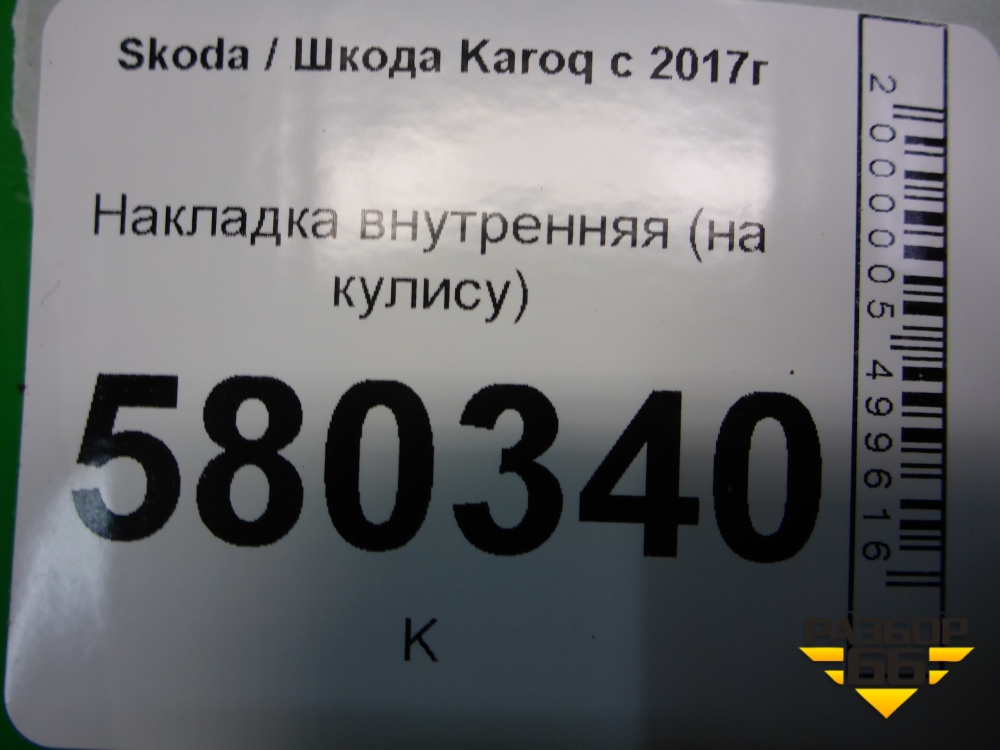 Skoda / Шкода Karoq с 2017г
Накладка внутренняя (на
кулису)
580340
К
2000005499616
РАЗБОР
66